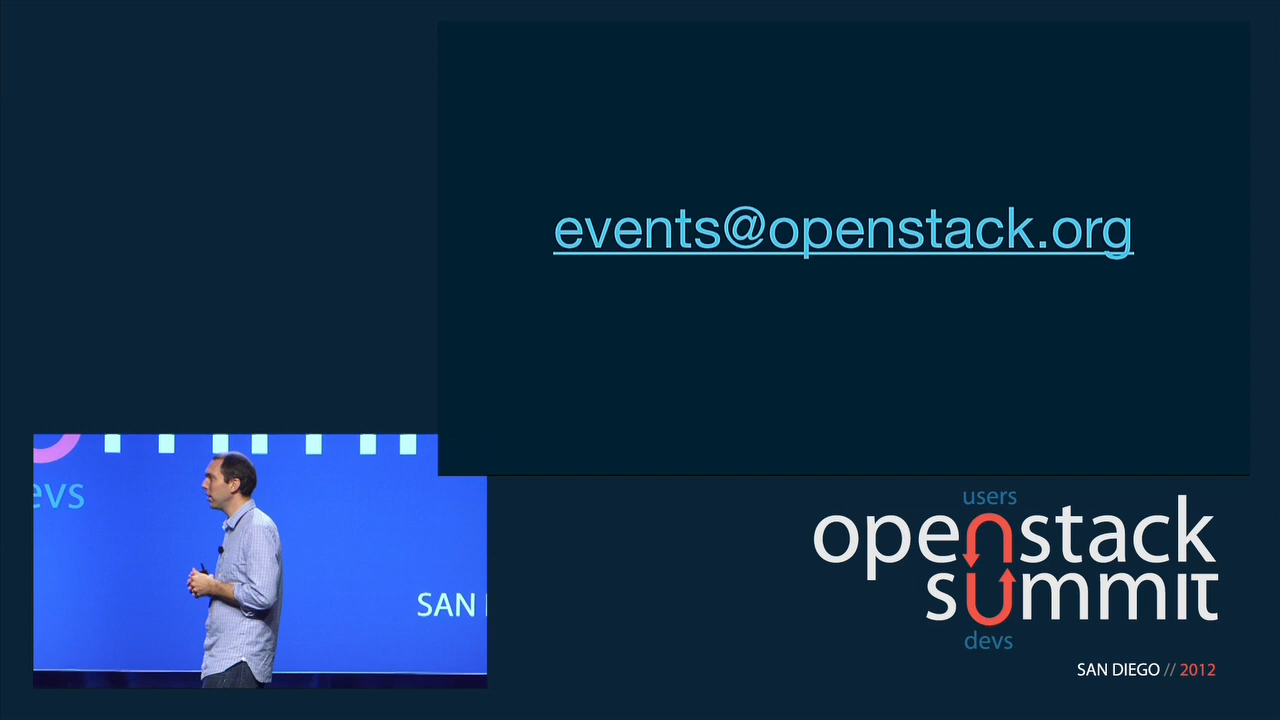 events@openstack.org
evs
SAN
users
openstack
summit
devs
SAN DIEGO // 2012